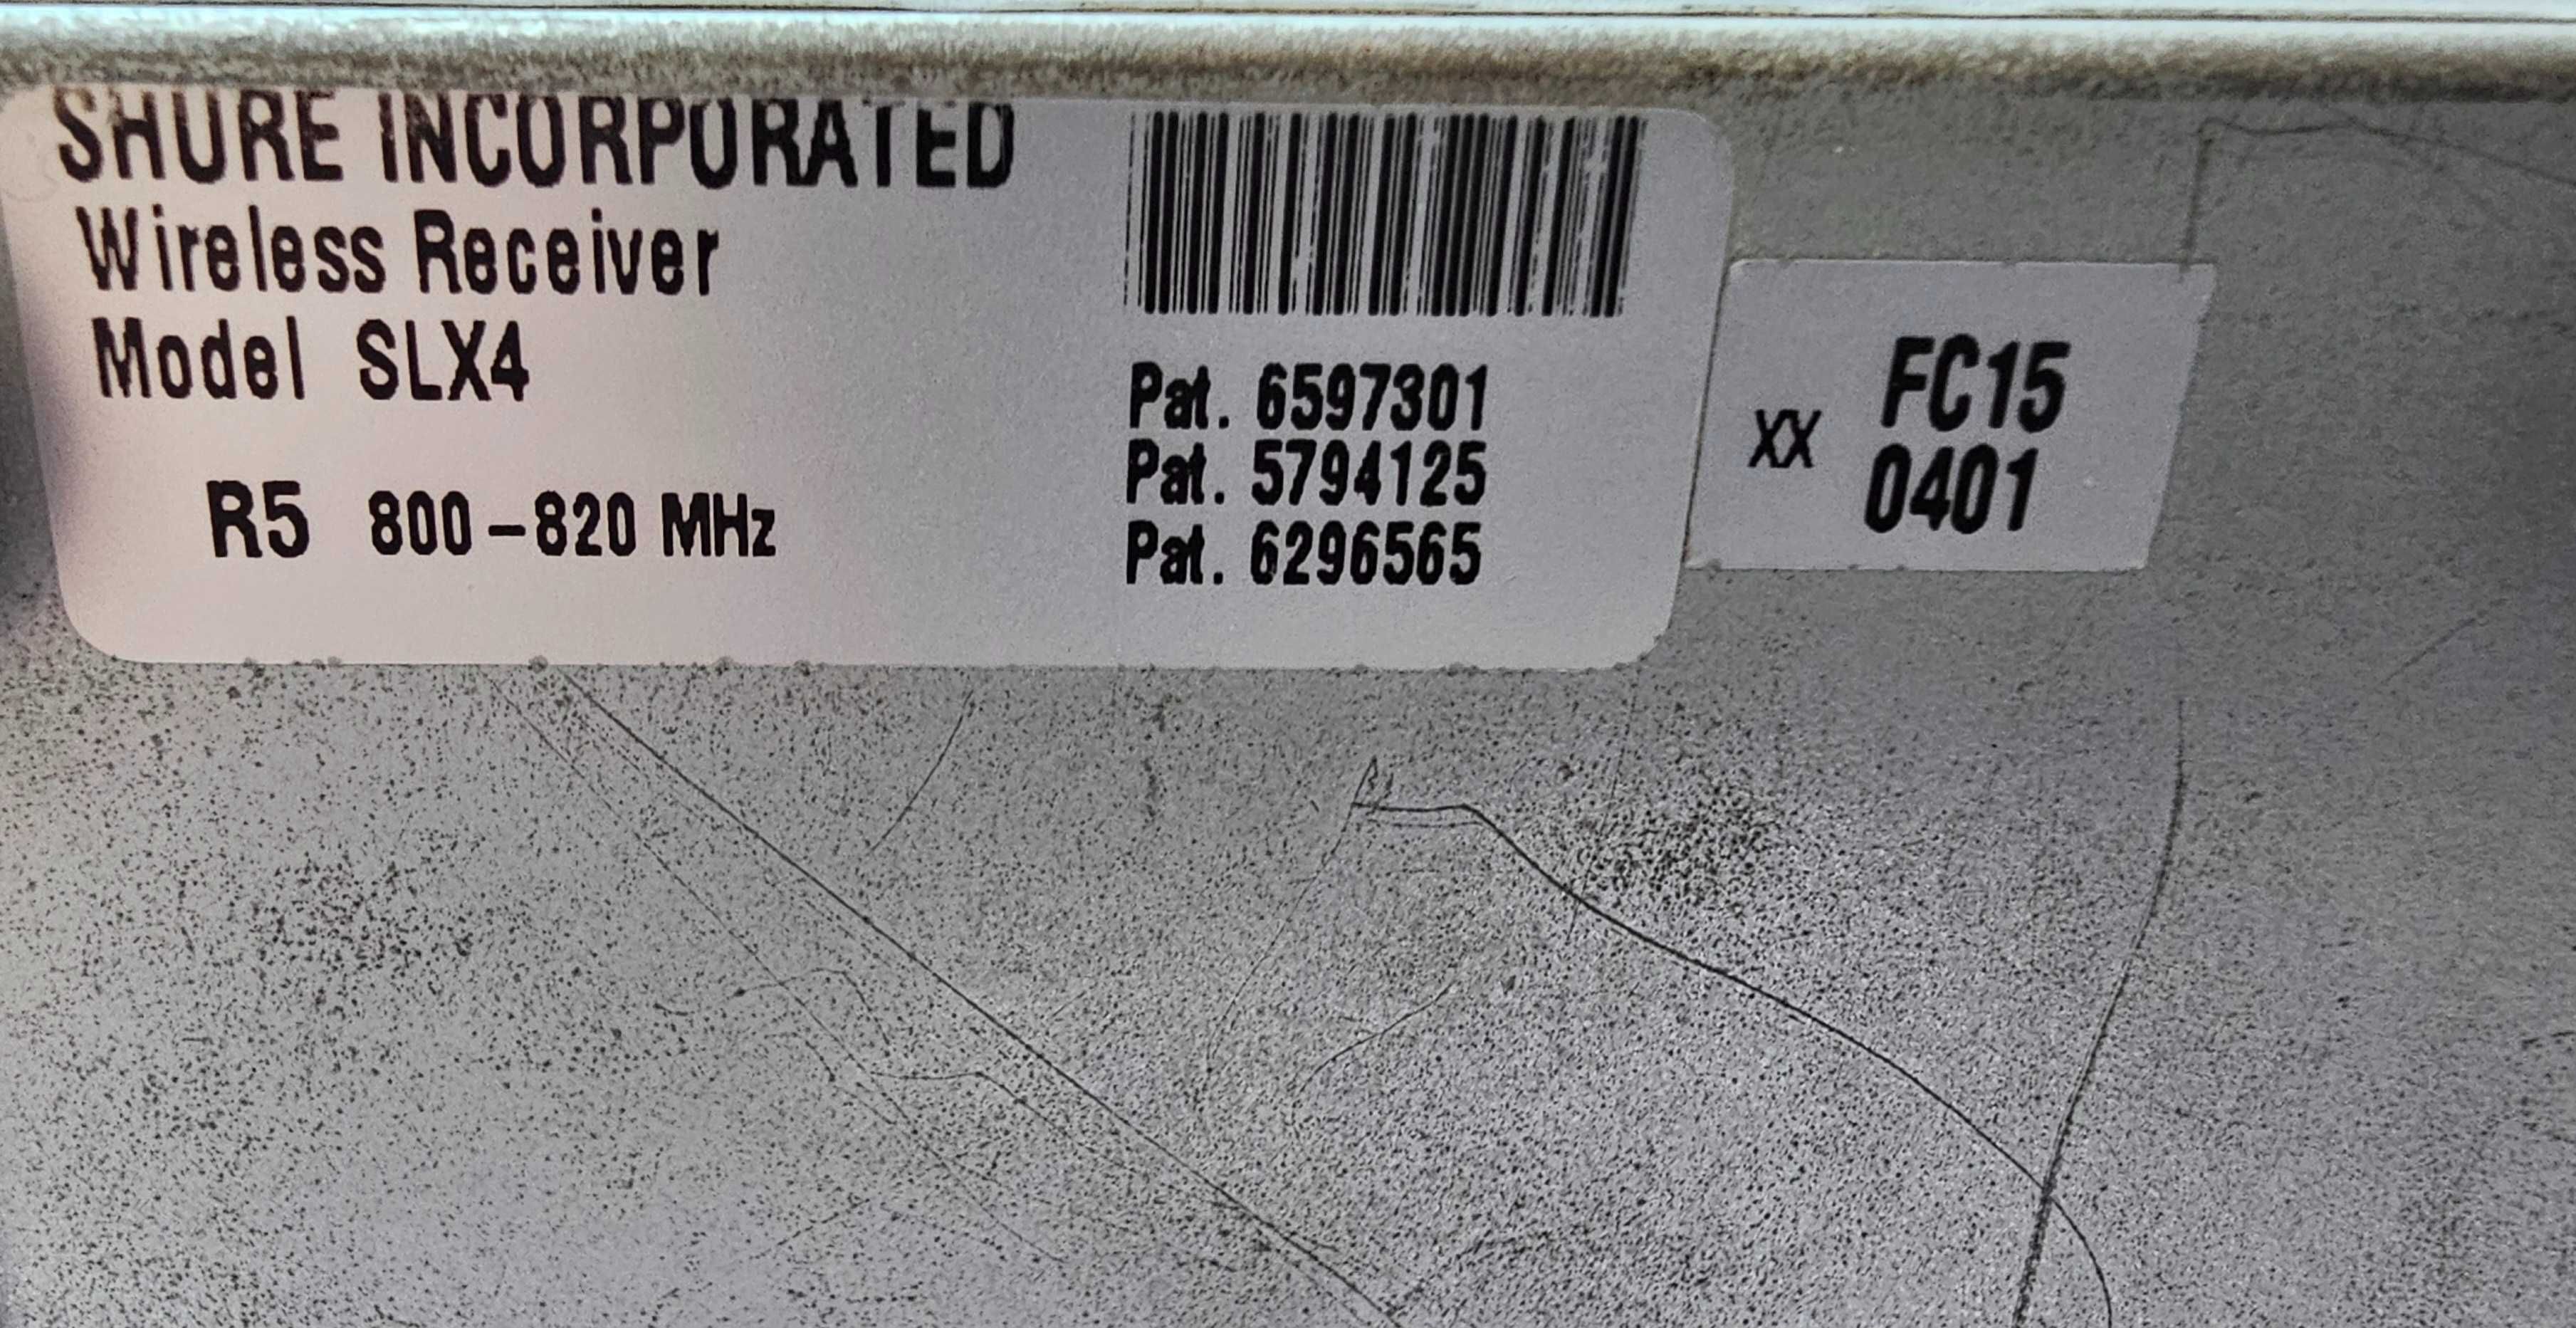 SHURE INCORPORATED
Wireless Receiver
Model SLX4
R5 800-820 MHz
Pat. 6597301
Pat. 5794125
Pat. 6296565
XX
FC15
0401